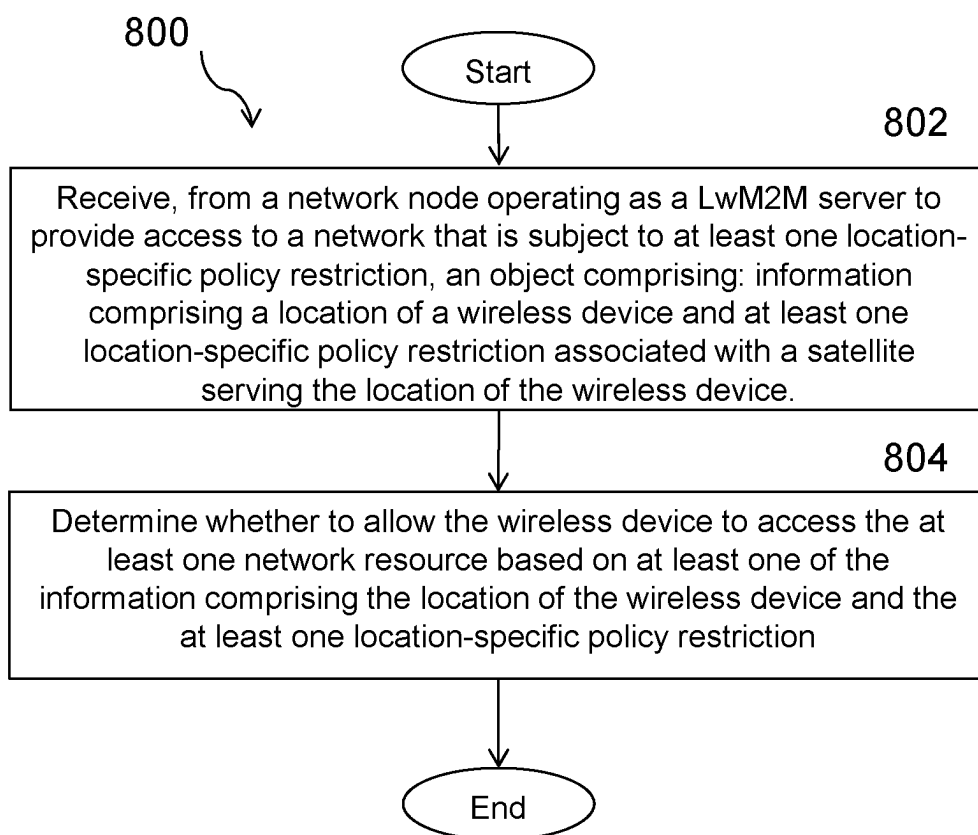 800
Start
802
Receive, from a network node operating as a LwM2M server to
provide access to a network that is subject to at least one location-
specific policy restriction, an object comprising: information
comprising a location of a wireless device and at least one
location-specific policy restriction associated with a satellite
serving the location of the wireless device.
804
Determine whether to allow the wireless device to access the at
least one network resource based on at least one of the
information comprising the location of the wireless device and the
at least one location-specific policy restriction
End